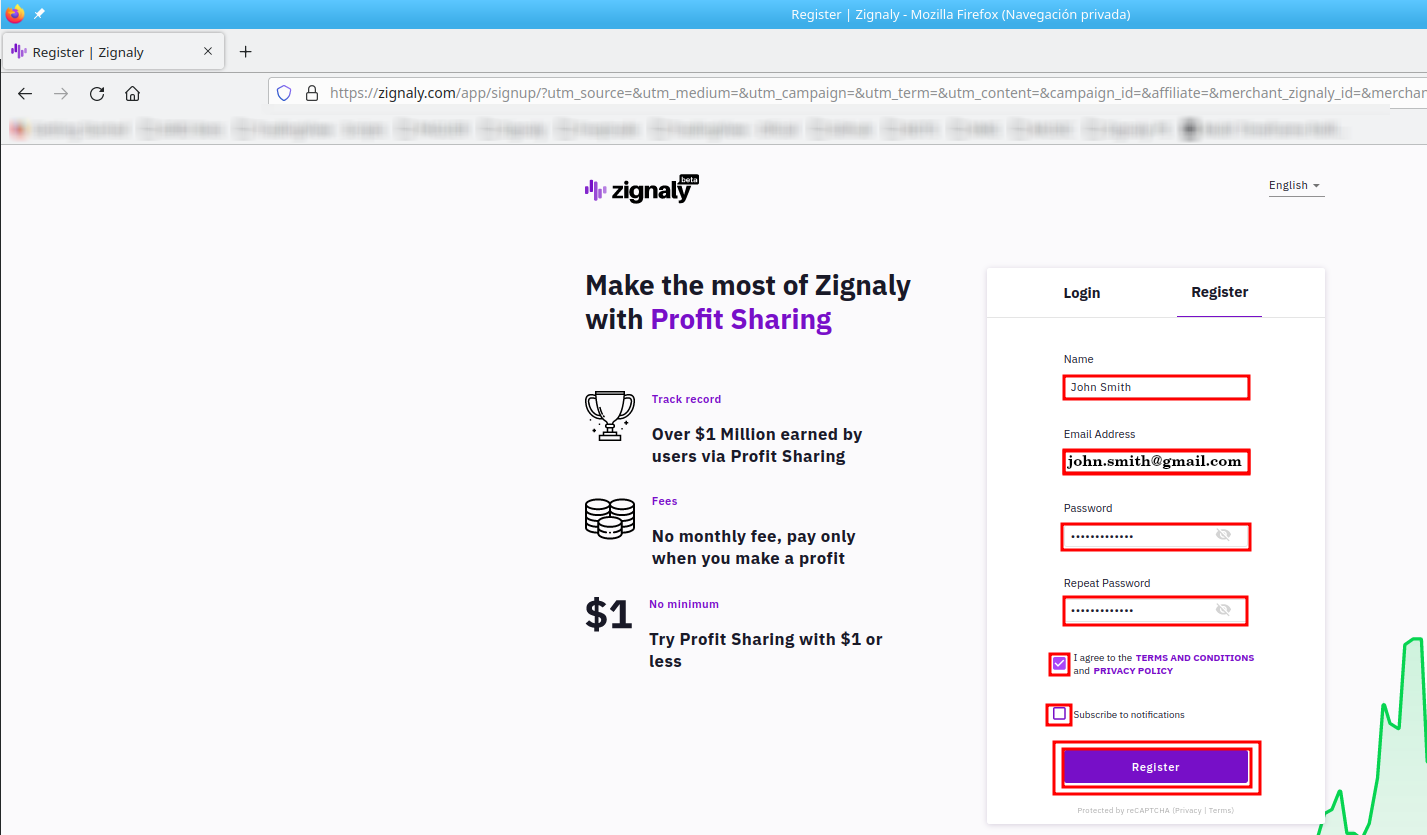 Register | Zignaly - Mozilla Firefox (Navegación privada)
Register | Zignaly
https://zignaly.com/app/signup/?utm_source=&utm_medium=&utm_campaign=&utm_term=&utm_content=&campaign_id=&affiliate=&merchant_zignaly_id=&merchan
zignaly beta
English
Make the most of Zignaly
with Profit Sharing
Track record
Over $1 Million earned by
users via Profit Sharing
Fees
No monthly fee, pay only
when you make a profit
$1
No minimum
Try Profit Sharing with $1 or
less
Login
Register
Name
John Smith
Email Address
john.smith@gmail.com
Password
•••••••••••••
Repeat Password
•••••••••••••
I agree to the TERMS AND CONDITIONS
and PRIVACY POLICY
Subscribe to notifications
Register
Protected by reCAPTCHA (Privacy | Terms)